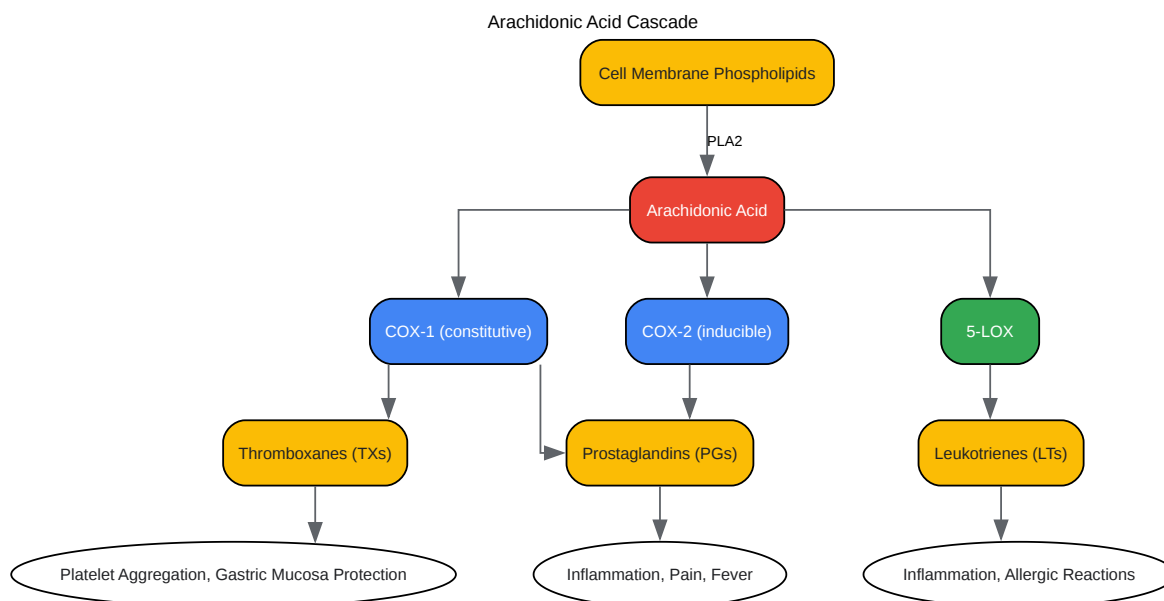 Arachidonic Acid Cascade
Cell Membrane Phospholipids
PLA2
Arachidonic Acid
COX-1 (constitutive)
COX-2 (inducible)
5-LOX
Thromboxanes (TXs)
Prostaglandins (PGs)
Leukotrienes (LTs)
Platelet Aggregation, Gastric Mucosa Protection
Inflammation, Pain, Fever
Inflammation, Allergic Reactions